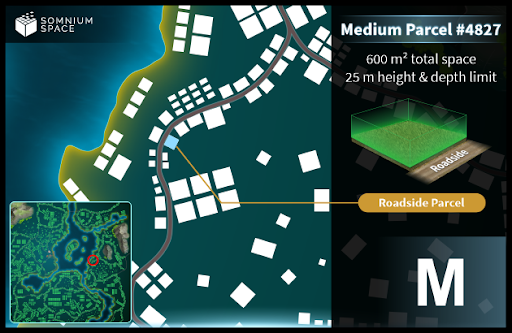 SOMNIUM
SPACE
Medium Parcel #4827
600 m² total space
25 m height & depth limit
Roadside
Roadside Parcel
M